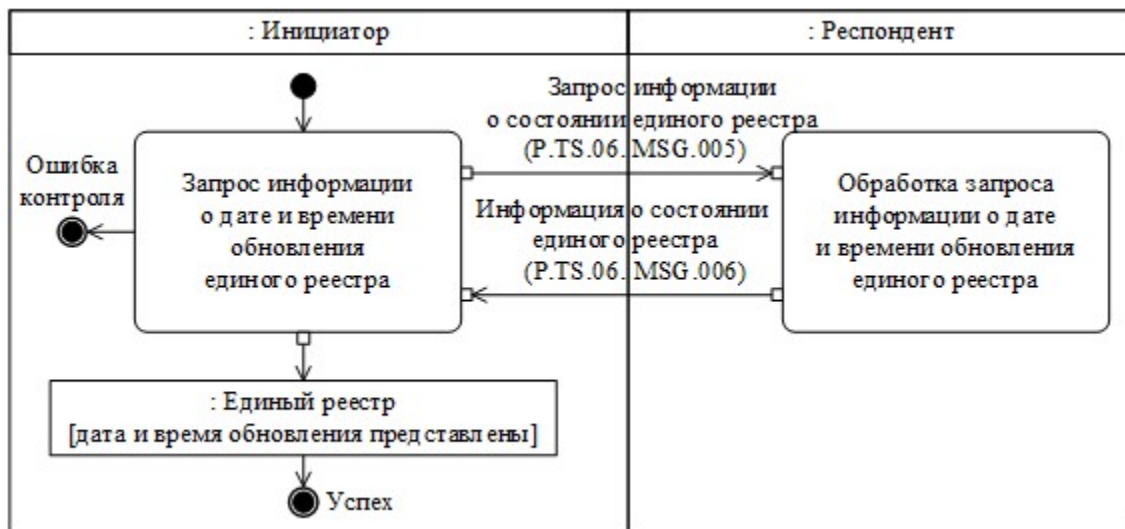 : Инициатор
: Респондент
Запрос информации
о состоянии единого реестра
(P.TS.06. MSG.005)
Ошибка
контроля
Запрос информации
о дате и времени
обновления
единого реестра
Информация о состоянии
единого реестра
(P.TS.06. MSG.006)
Обработка запроса
информации о дате
и времени обновления
единого реестра
: Единый реестр
[дата и время обновления представлены]
Успех